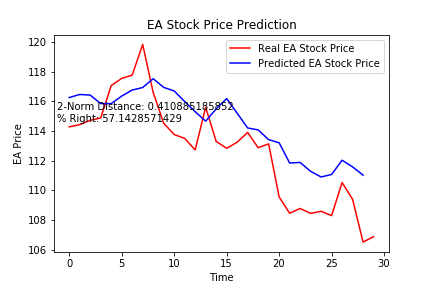 EA Stock Price Prediction
Real EA Stock Price
Predicted EA Stock Price
2-Norm Distance: 0.410885185852
% Right: 57.1428571429
EA Price
120
118
116
114
112
110
108
106
0 5 10 15 20 25 30
Time